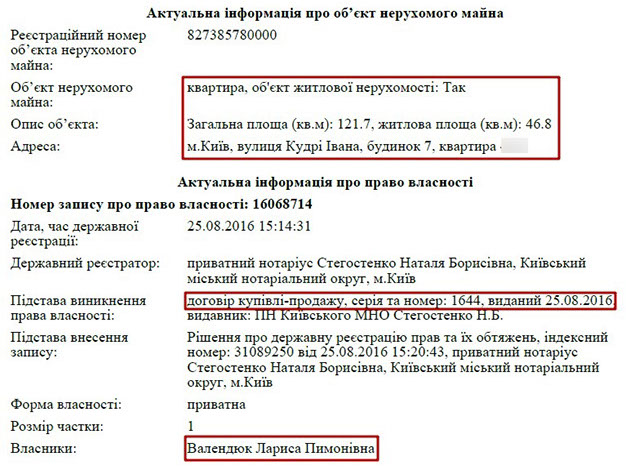 Актуальна інформація про об’єкт нерухомого майна
Реєстраційний номер 827385780000
об’єкта нерухомого
майна:
Об’єкт нерухомого квартира, об'єкт житлової нерухомості: Так
майна:
Опис об’єкта: Загальна площа (кв.м): 121.7, житлова площа (кв.м): 46.8
Адреса: м.Київ, вулиця Кудрі Івана, будинок 7, квартира
Актуальна інформація про право власності
Номер запису про право власності: 16068714
Дата, час державної 25.08.2016 15:14:31
реєстрації:
Державний реєстратор: приватний нотаріус Стегостенко Наталя Борисівна, Київський
міський нотаріальний округ, м.Київ
Підстава виникнення договір купівлі-продажу, серія та номер: 1644, виданий 25.08.2016,
права власності: видавник: ПН Київського МНО Стегостенко Н.Б.
Підстава внесення Рішення про державну реєстрацію прав та їх обтяжень, індексний
запису: номер: 31089250 від 25.08.2016 15:20:43, приватний нотаріус
Стегостенко Наталя Борисівна, Київський міський нотаріальний
округ, м.Київ
Форма власності: приватна
Розмір частки: 1
Власники: Валендюк Лариса Пимонівна